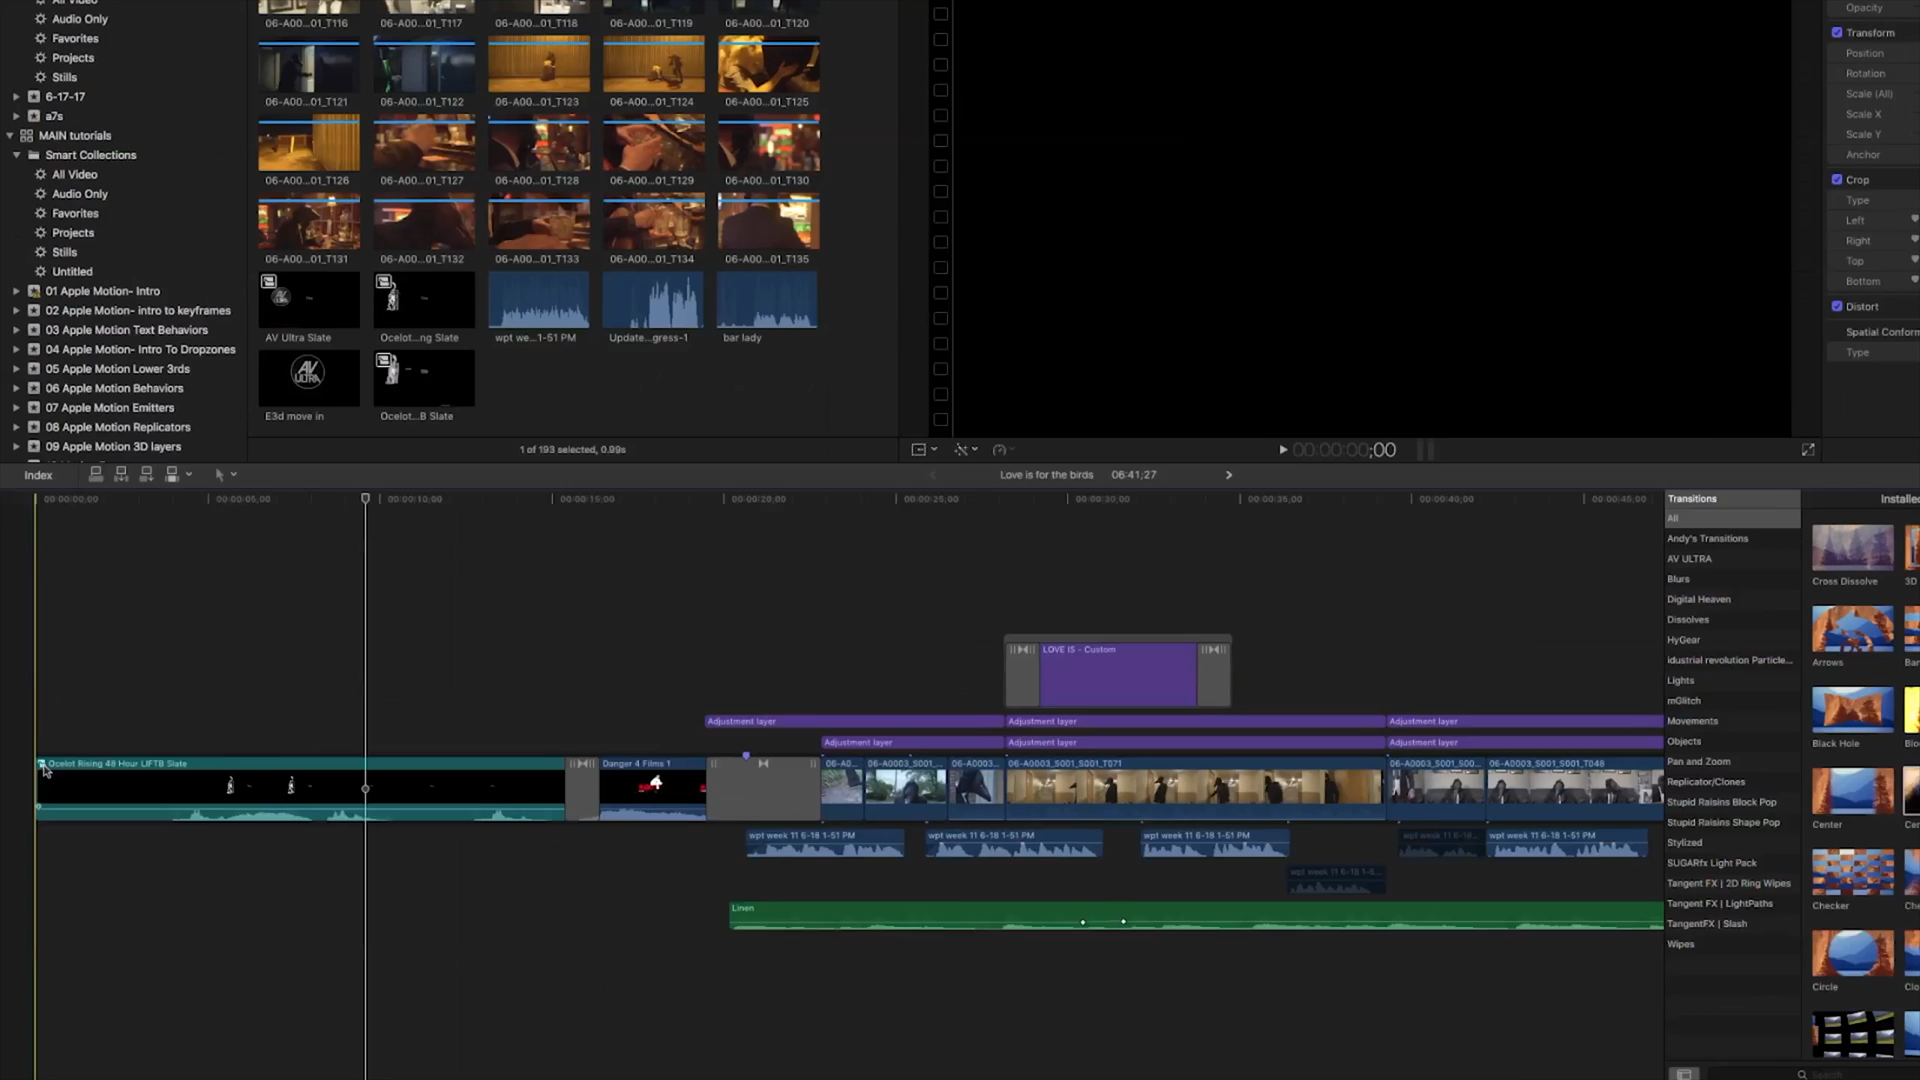 All Video
Audio Only
Favorites
Projects
Stills
6-17-17
a7s
MAIN tutorials
Smart Collections
All Video
Audio Only
Favorites
Projects
Stills
Untitled
01 Apple Motion- Intro
02 Apple Motion- intro to keyframes
03 Apple Motion Text Behaviors
04 Apple Motion- Intro To Dropzones
05 Apple Motion Lower 3rds
06 Apple Motion Behaviors
07 Apple Motion Emitters
08 Apple Motion Replicators
09 Apple Motion 3D layers
06-A00...01_T116
06-A00...01_T117
06-A00...01_T118
06-A00...01_T119
06-A00...01_T120
06-A00...01_T121
06-A00...01_T122
06-A00...01_T123
06-A00...01_T124
06-A00...01_T125
06-A00...01_T126
06-A00...01_T127
06-A00...01_T128
06-A00...01_T129
06-A00...01_T130
06-A00...01_T131
06-A00...01_T132
06-A00...01_T133
06-A00...01_T134
06-A00...01_T135
AV Ultra Slate
Ocelot...ng Slate
wpt we...1-51 PM
Update...gress-1
bar lady
AV
ULTRA
E3d move in
Ocelot...B Slate
1 of 193 selected, 0.99s
00:00:00;00
Opacity
Transform
Position
Rotation
Scale (All)
Scale X
Scale Y
Anchor
Crop
Type
Left
Right
Top
Bottom
Distort
Spatial Conform
Type
Index
Love is for the birds 06:41;27
00:00:00;00
00:00:05;00
00:00:10;00
00:00:15;00
00:00:20;00
00:00:25;00
00:00:30;00
00:00:35;00
00:00:40;00
00:00:45;00
LOVE IS - Custom
Adjustment layer
Adjustment layer
Adjustment layer
Adjustment layer
Adjustment layer
Adjustment layer
Ocelot Rising 48 Hour LIFTB Slate
Danger 4 Films 1
06-A0...
06-A0003_S001_...
06-A0003...
06-A0003_S001_S001_T071
06-A0003_S001_S00...
06-A0003_S001_S001_T048
wpt week 11 6-18 1-51 PM
wpt week 11 6-18 1-51 PM
wpt week 11 6-18 1-51 PM
wpt week 11 6-18...
wpt week 11 6-18 1-51 PM
wpt week 11 6-18 1-5...
Linen
Transitions
All
Andy's Transitions
AV ULTRA
Blurs
Digital Heaven
Dissolves
HyGear
idustrial revolution Particle...
Lights
mGlitch
Movements
Objects
Pan and Zoom
Replicator/Clones
Stupid Raisins Block Pop
Stupid Raisins Shape Pop
Stylized
SUGARfx Light Pack
Tangent FX | 2D Ring Wipes
Tangent FX | LightPaths
TangentFX | Slash
Wipes
Installed
Cross Dissolve
3D
Arrows
Bar
Black Hole
Center
Checker
Circle
Search